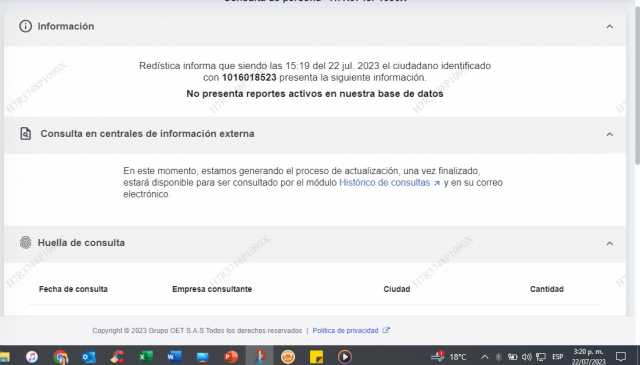 Información
Redística informa que siendo las 15:19 del 22 jul. 2023 el ciudadano identificado
con 1016018523 presenta la siguiente información.
No presenta reportes activos en nuestra base de datos
Consulta en centrales de información externa
En este momento, estamos generando el proceso de actualización, una vez finalizado,
estará disponible para ser consultado por el módulo Histórico de consultas y en su correo
electrónico.
Huella de consulta
Fecha de consulta Empresa consultante Ciudad Cantidad
Copyright © 2023 Grupo OET S.A.S Todos los derechos reservados | Política de privacidad
18°C ESP 3:20 p. m.
22/07/2023